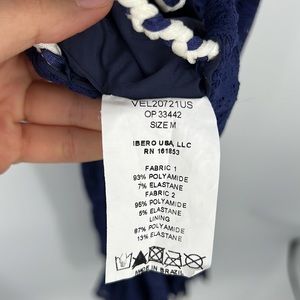 VEL20721US
OP 33442
SIZE M
IBERO USA, LLC
RN 161853
FABRIC 1
93% POLYAMIDE
7% ELASTANE
FABRIC 2
95% POLYAMIDE
5% ELASTANE
LINING
87% POLYAMIDE
13% ELASTANE
MADE IN BRAZIL